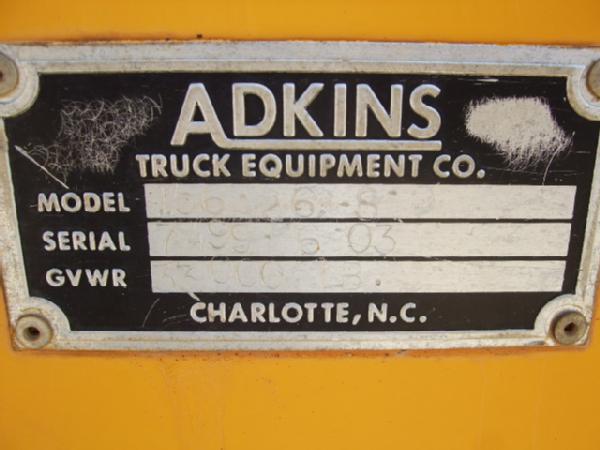 ADKINS
TRUCK EQUIPMENT CO.
MODEL
SERIAL
GVWR
CHARLOTTE, N.C.